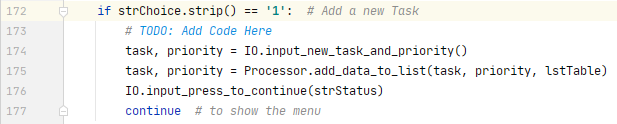 172 if strChoice.strip() == '1':  # Add a new Task
173 # TODO: Add Code Here
174 task, priority = IO.input_new_task_and_priority()
175 task, priority = Processor.add_data_to_list(task, priority, lstTable)
176 IO.input_press_to_continue(strStatus)
177 continue  # to show the menu